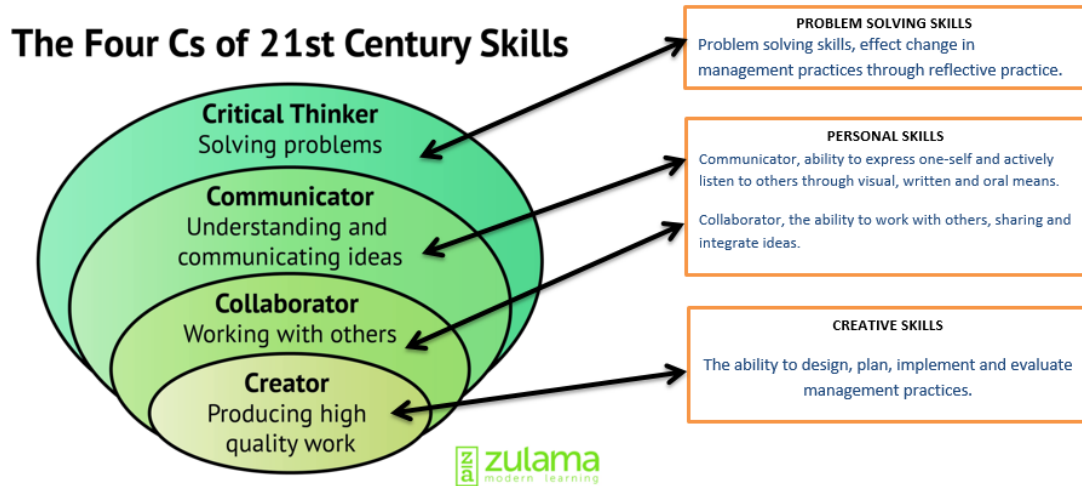 The Four Cs of 21st Century Skills
Critical Thinker
Solving problems
Communicator
Understanding and
communicating ideas
Collaborator
Working with others
Creator
Producing high
quality work
PROBLEM SOLVING SKILLS
Problem solving skills, effect change in
management practices through reflective practice.
PERSONAL SKILLS
Communicator, ability to express one-self and actively
listen to others through visual, written and oral means.
Collaborator, the ability to work with others, sharing and
integrate ideas.
CREATIVE SKILLS
The ability to design, plan, implement and evaluate
management practices.
za
zulama
modern learning